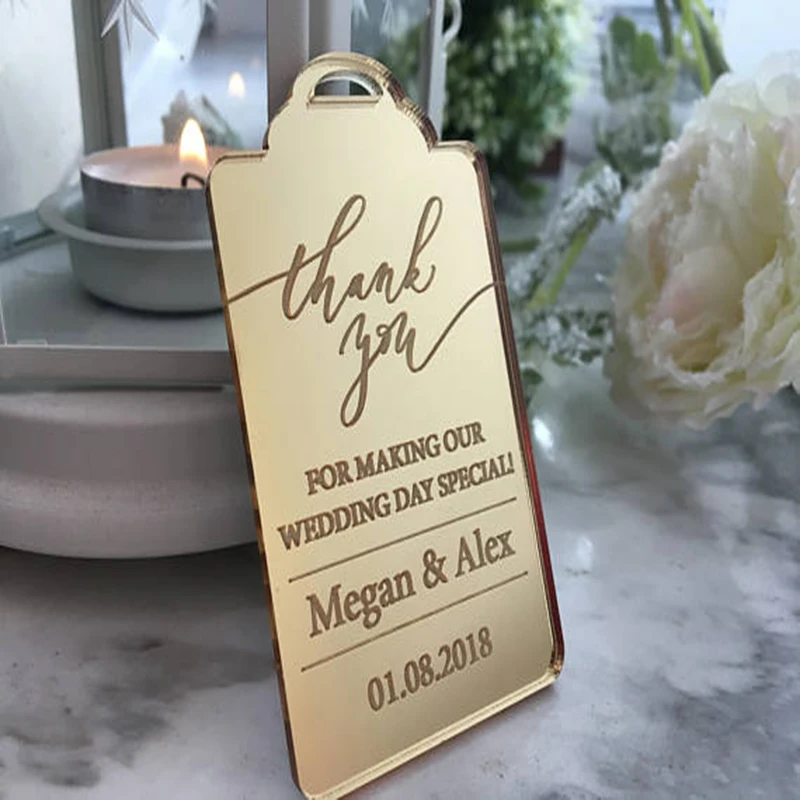 thank
you
FOR MAKING OUR
WEDDING DAY SPECIAL!
Megan & Alex
01.08.2018